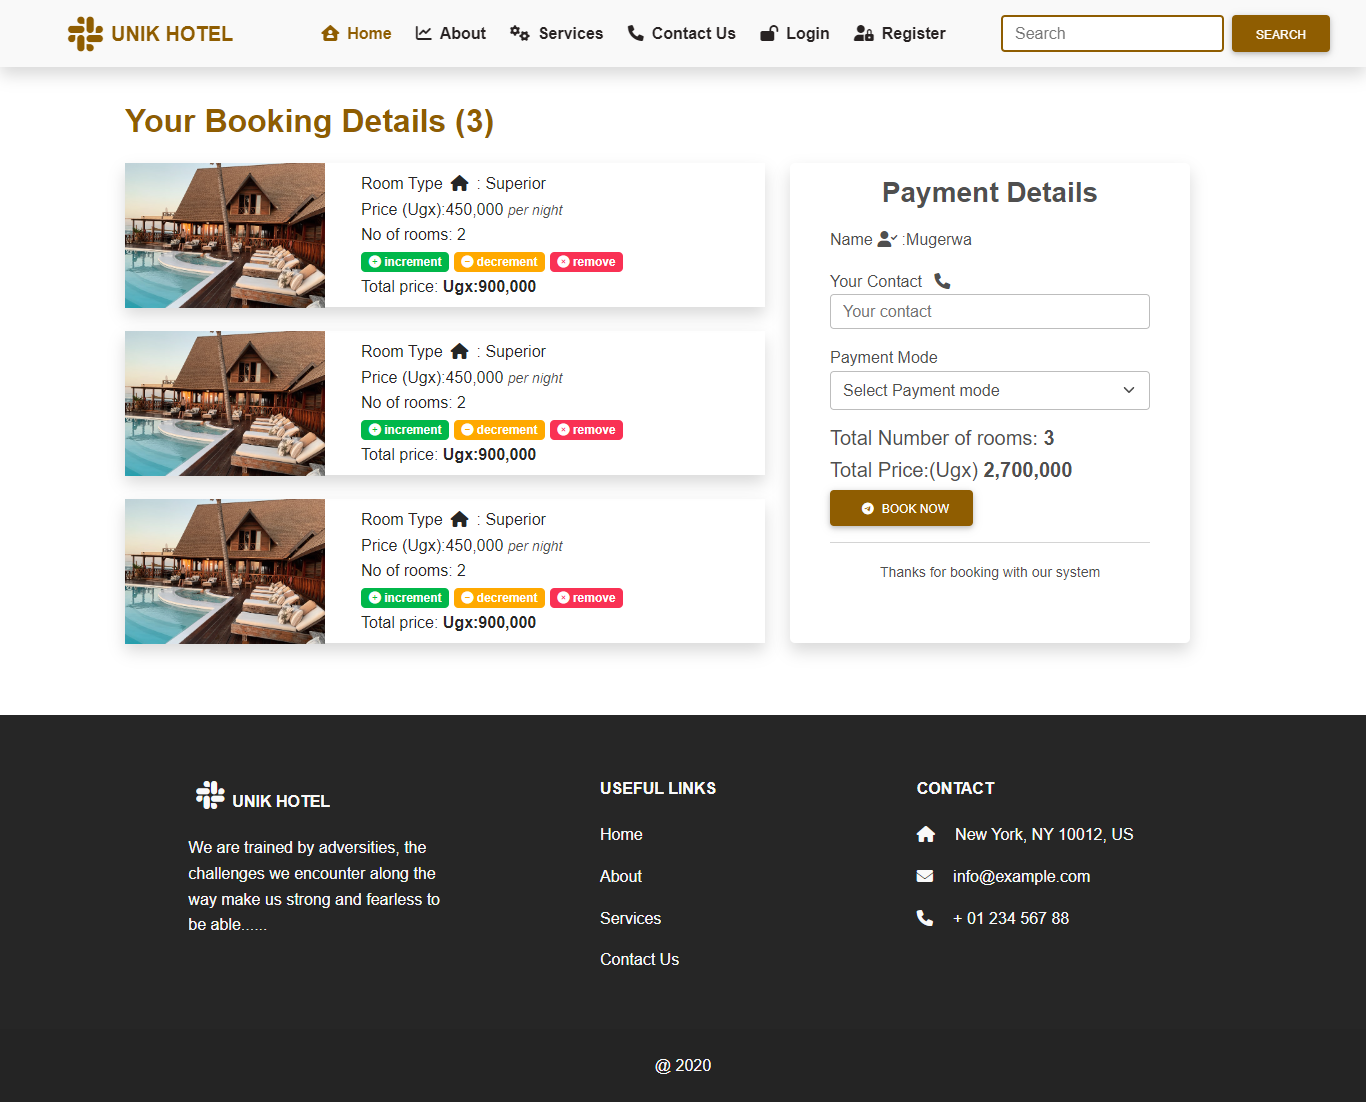 UNIK HOTEL Home About Services Contact Us Login Register Search SEARCH
Your Booking Details (3)
Room Type : Superior
Price (Ugx):450,000 per night
No of rooms: 2
increment decrement remove
Total price: Ugx:900,000
Room Type : Superior
Price (Ugx):450,000 per night
No of rooms: 2
increment decrement remove
Total price: Ugx:900,000
Room Type : Superior
Price (Ugx):450,000 per night
No of rooms: 2
increment decrement remove
Total price: Ugx:900,000
Payment Details
Name :Mugerwa
Your Contact
Your contact
Payment Mode
Select Payment mode
Total Number of rooms: 3
Total Price:(Ugx) 2,700,000
BOOK NOW
Thanks for booking with our system
UNIK HOTEL
We are trained by adversities, the
challenges we encounter along the
way make us strong and fearless to
be able......
USEFUL LINKS
Home
About
Services
Contact Us
CONTACT
New York, NY 10012, US
info@example.com
+ 01 234 567 88
@ 2020